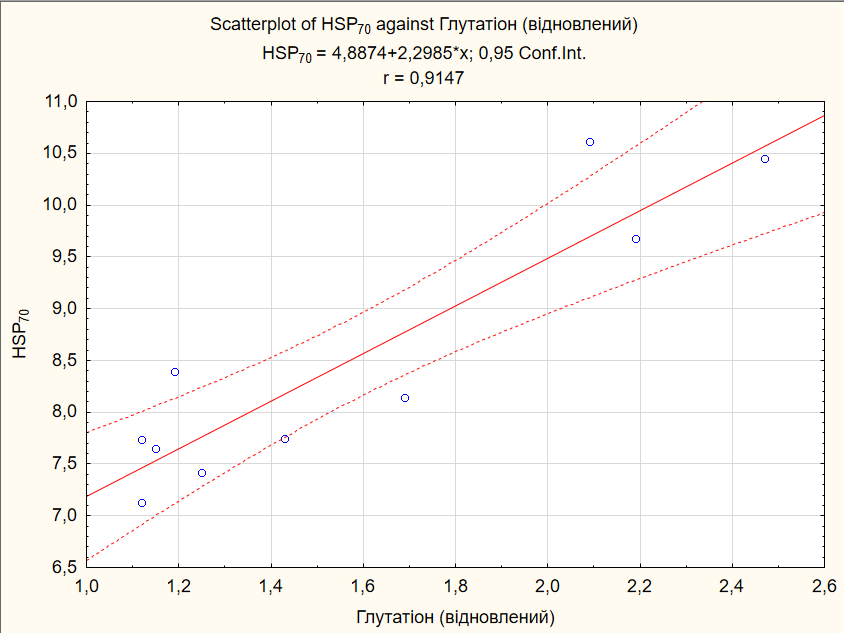 Scatterplot of HSP70 against Глутатіон (відновлений)
HSP70 = 4,8874+2,2985*x; 0,95 Conf.Int.
r = 0,9147
11,0
10,5
10,0
9,5
9,0
8,5
8,0
7,5
7,0
6,5
HSP70
1,0 1,2 1,4 1,6 1,8 2,0 2,2 2,4 2,6
Глутатіон (відновлений)